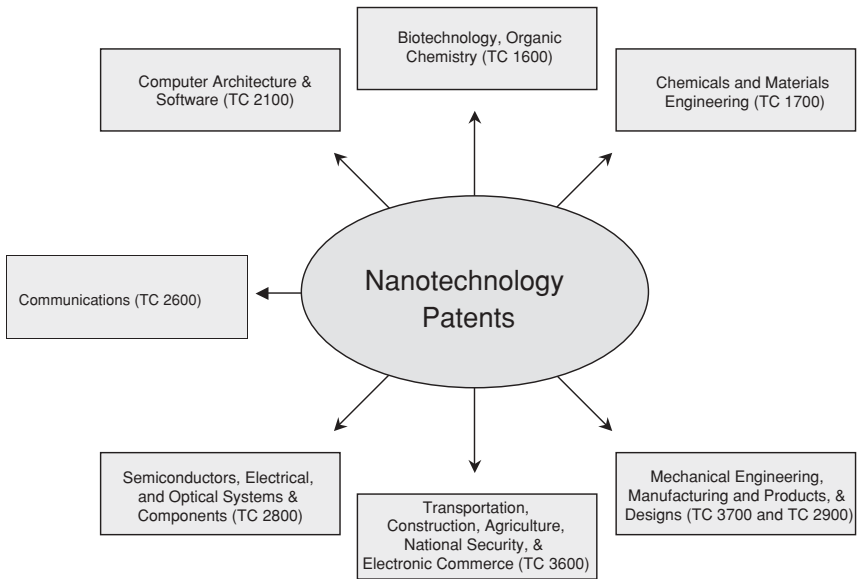 Biotechnology, Organic
Chemistry (TC 1600)
Computer Architecture &
Software (TC 2100)
Chemicals and Materials
Engineering (TC 1700)
Nanotechnology
Patents
Communications (TC 2600)
Semiconductors, Electrical,
and Optical Systems &
Components (TC 2800)
Transportation,
Construction, Agriculture,
National Security, &
Electronic Commerce (TC 3600)
Mechanical Engineering,
Manufacturing and Products, &
Designs (TC 3700 and TC 2900)